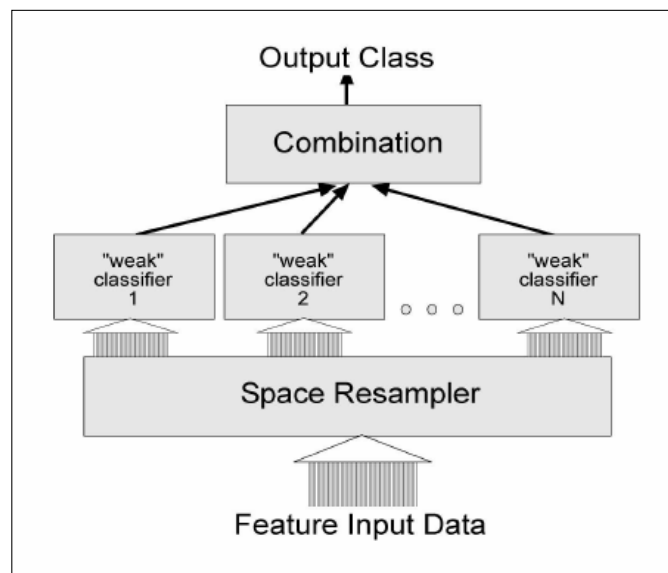 Output Class
Combination
"weak"
classifier
1
"weak"
classifier
2
"weak"
classifier
N
Space Resampler
Feature Input Data